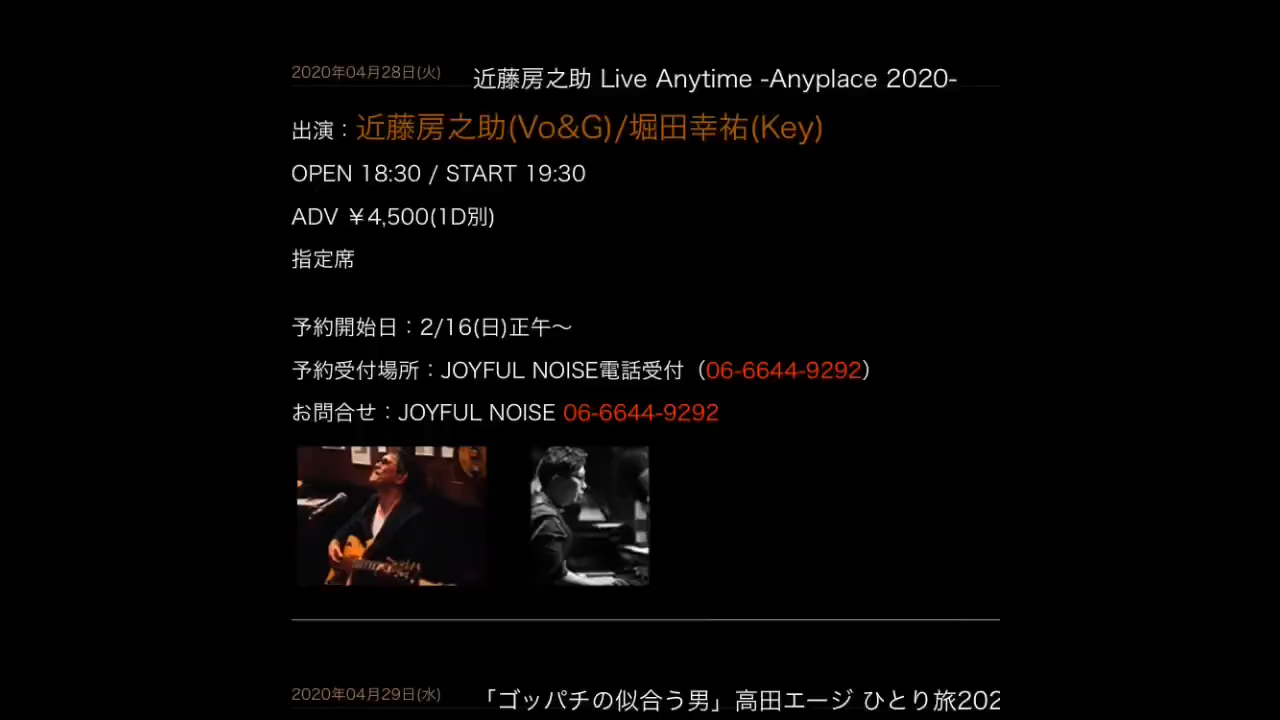 2020年04月28日(火)
近藤房之助 Live Anytime -Anyplace 2020-
出演：近藤房之助(Vo&G)/堀田幸祐(Key)
OPEN 18:30 / START 19:30
ADV ￥4,500(1D別)
指定席
予約開始日：2/16(日)正午〜
予約受付場所：JOYFUL NOISE電話受付（06-6644-9292）
お問合せ：JOYFUL NOISE 06-6644-9292
2020年04月29日(水)
「ゴッパチの似合う男」高田エージ ひとり旅202